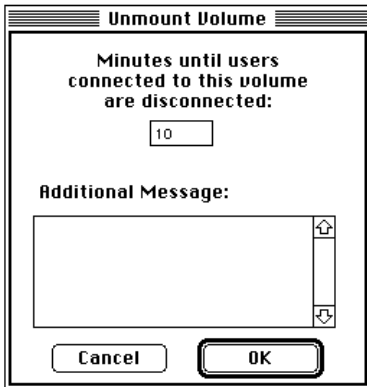 Unmount Volume
Minutes until users
connected to this volume
are disconnected:
10
Additional Message:
Cancel
OK